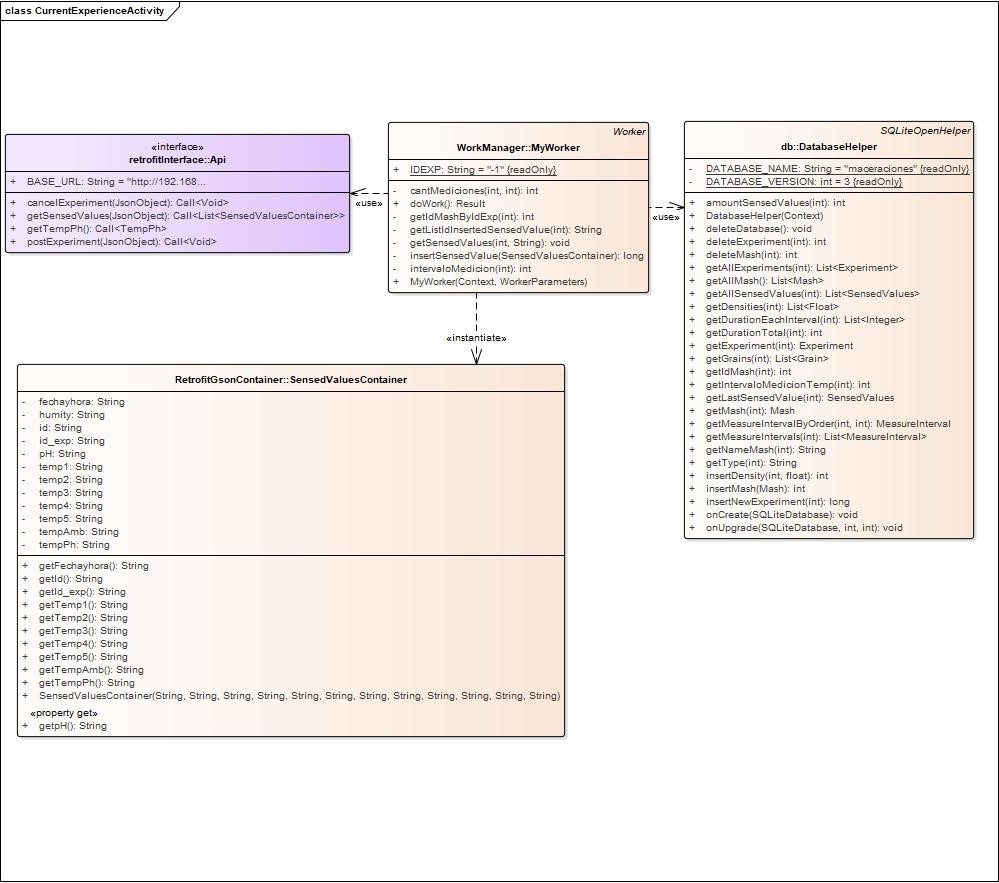 class CurrentExperienceActivity
«interface»
retrofitInterface::Api
+ BASE_URL: String = "http://192.168...
+ cancelExperiment(JsonObject): Call<Void>
+ getSensedValues(JsonObject): Call<List<SensedValuesContainer>>
+ getTempPh(): Call<TempPh>
+ postExperiment(JsonObject): Call<Void>
«use»
Worker
WorkManager::MyWorker
+ IDEXP: String = "-1" {readOnly}
- cantMediciones(int, int): int
+ doWork(): Result
- getIdMashByIdExp(int): int
- getListIdInsertedSensedValue(int): String
- getSensedValues(int, String): void
- insertSensedValue(SensedValuesContainer): long
- intervaloMedicion(int): int
+ MyWorker(Context, WorkerParameters)
«use»
SQLiteOpenHelper
db::DatabaseHelper
- DATABASE_NAME: String = "maceraciones" {readOnly}
- DATABASE_VERSION: int = 3 {readOnly}
+ amountSensedValues(int): int
+ DatabaseHelper(Context)
+ deleteDatabase(): void
+ deleteExperiment(int): int
+ deleteMash(int): int
+ getAllExperiments(int): List<Experiment>
+ getAllMash(): List<Mash>
+ getAllSensedValues(int): List<SensedValues>
+ getDensities(int): List<Float>
+ getDurationEachInterval(int): List<Integer>
+ getDurationTotal(int): int
+ getExperiment(int): Experiment
+ getGrains(int): List<Grain>
+ getIdMash(int): int
+ getIntervaloMedicionTemp(int): int
+ getLastSensedValue(int): SensedValues
+ getMash(int): Mash
+ getMeasureIntervalByOrder(int, int): MeasureInterval
+ getMeasureIntervals(int): List<MeasureInterval>
+ getNameMash(int): String
+ getType(int): String
+ insertDensity(int, float): int
+ insertMash(Mash): int
+ insertNewExperiment(int): long
+ onCreate(SQLiteDatabase): void
+ onUpgrade(SQLiteDatabase, int, int): void
«instantiate»
RetrofitGsonContainer::SensedValuesContainer
- fechayhora: String
- humity: String
- id: String
- id_exp: String
- pH: String
- temp1: String
- temp2: String
- temp3: String
- temp4: String
- temp5: String
- tempAmb: String
- tempPh: String
+ getFechayhora(): String
+ getId(): String
+ getId_exp(): String
+ getTemp1(): String
+ getTemp2(): String
+ getTemp3(): String
+ getTemp4(): String
+ getTemp5(): String
+ getTempAmb(): String
+ getTempPh(): String
+ SensedValuesContainer(String, String, String, String, String, String, String, String, String, String, String, String)
«property get»
+ getpH(): String